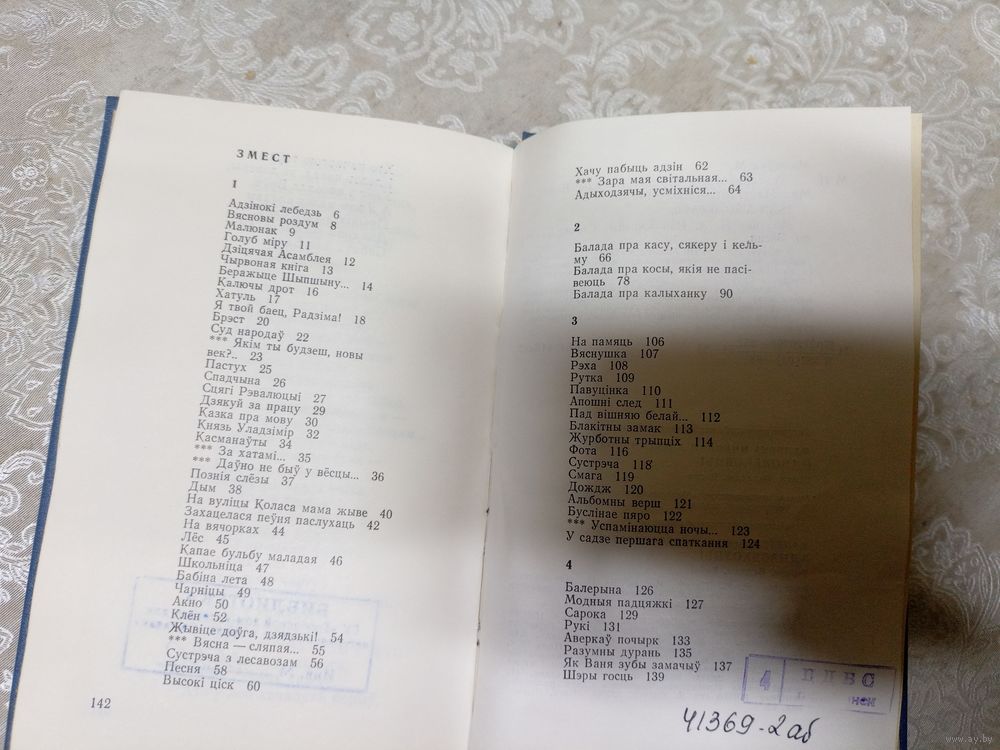 ЗМЕСТ
1
Адзінокі лебедзь 6
Вясновы роздум 8
Малюнак 9
Голуб міру 11
Дзіцячая Асамблея 12
Чырвоная кніга 13
Беражыце Шыпшыну... 14
Калючы дрот 16
Хатуль 17
Я твой баец, Радзіма! 18
Брэст 20
Суд народаў 22
*** Якім ты будзеш, новы
век?.. 23
Пастух 25
Спадчына 26
Сцягі Рэвалюцыі 27
Дзякуй за працу 29
Казка пра мову 30
Князь Уладзімір 32
Касманаўты 34
*** За хатамі... 35
*** Даўно не быў у вёсцы... 36
Познія слёзы 37
Дым 38
На вуліцы Коласа мама жыве 40
Захацелася пеўня паслухаць 42
На вячорках 44
Лёс 45
Капае бульбу маладая 46
Школьніца 47
Бабіна лета 48
Чарніцы 49
Акно 50
Клён 52
Жывіце доўга, дзядзькі! 54
*** Вясна — сляпая... 55
Сустрэча з лесавозам 56
Песня 58
Высокі ціск 60
142
Хачу пабыць адзін 62
*** Зара мая світальная... 63
Адыходзячы, усміхніся... 64
2
Балада пра касу, сякеру і кель-
му 66
Балада пра косы, якія не пасі-
веюць 78
Балада пра калыханку 90
3
На памяць 106
Вяснушка 107
Рэха 108
Рутка 109
Павуцінка 110
Апошні след 111
Пад вішняю белай... 112
Блакітны замак 113
Журботны трыпціх 114
Фота 116
Сустрэча 118
Смага 119
Дождж 120
Альбомны верш 121
Буслінае пяро 122
*** Успамінаюцца ночы... 123
У садзе першага спаткання 124
4
Балерына 126
Модныя падцяжкі 127
Сарока 129
Рукі 131
Аверкаў почырк 133
Разумны дурань 135
Як Ваня зубы замачыў 137
Шэры госць 139
4
41369-2аб
www.ay.by